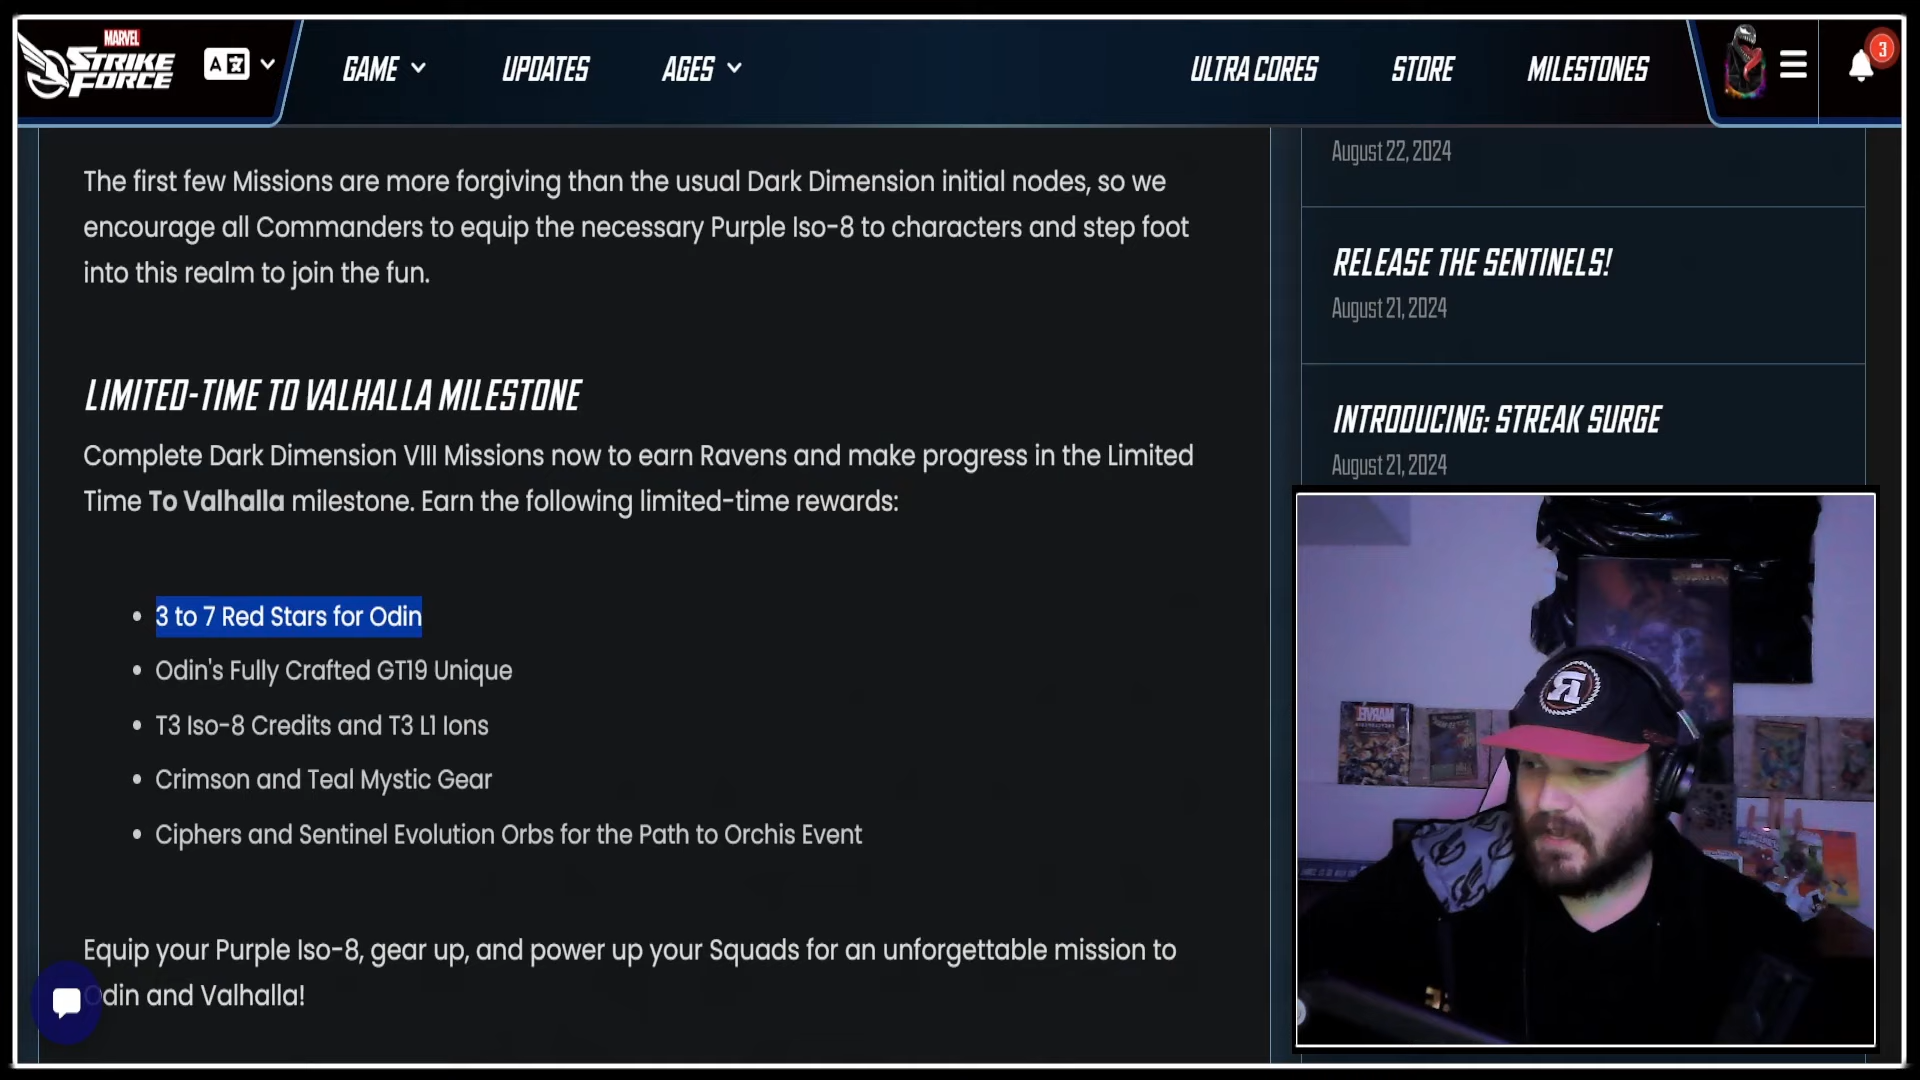 MARVEL
STRIKE
FORCE
A
GAME
UPDATES
AGES
ULTRA CORES
STORE
MILESTONES
3
The first few Missions are more forgiving than the usual Dark Dimension initial nodes, so we
encourage all Commanders to equip the necessary Purple Iso-8 to characters and step foot
into this realm to join the fun.
LIMITED-TIME TO VALHALLA MILESTONE
Complete Dark Dimension VIII Missions now to earn Ravens and make progress in the Limited
Time To Valhalla milestone. Earn the following limited-time rewards:
• 3 to 7 Red Stars for Odin
• Odin's Fully Crafted GT19 Unique
• T3 Iso-8 Credits and T3 L1 Ions
• Crimson and Teal Mystic Gear
• Ciphers and Sentinel Evolution Orbs for the Path to Orchis Event
Equip your Purple Iso-8, gear up, and power up your Squads for an unforgettable mission to
Odin and Valhalla!
August 22, 2024
RELEASE THE SENTINELS!
August 21, 2024
INTRODUCING: STREAK SURGE
August 21, 2024
R
MARVEL